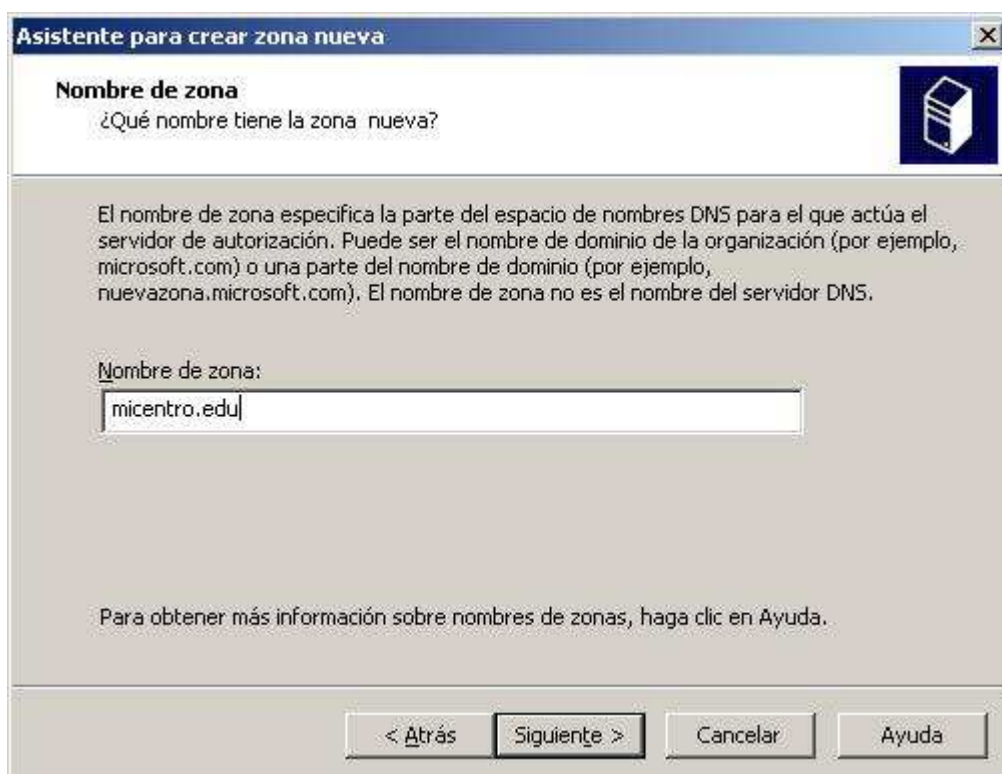 Asistente para crear zona nueva
Nombre de zona
¿Qué nombre tiene la zona nueva?
El nombre de zona especifica la parte del espacio de nombres DNS para el que actúa el
servidor de autorización. Puede ser el nombre de dominio de la organización (por ejemplo,
microsoft.com) o una parte del nombre de dominio (por ejemplo,
nuevazona.microsoft.com). El nombre de zona no es el nombre del servidor DNS.
Nombre de zona:
micentro.edu
Para obtener más información sobre nombres de zonas, haga clic en Ayuda.
< Atrás Siguiente > Cancelar Ayuda